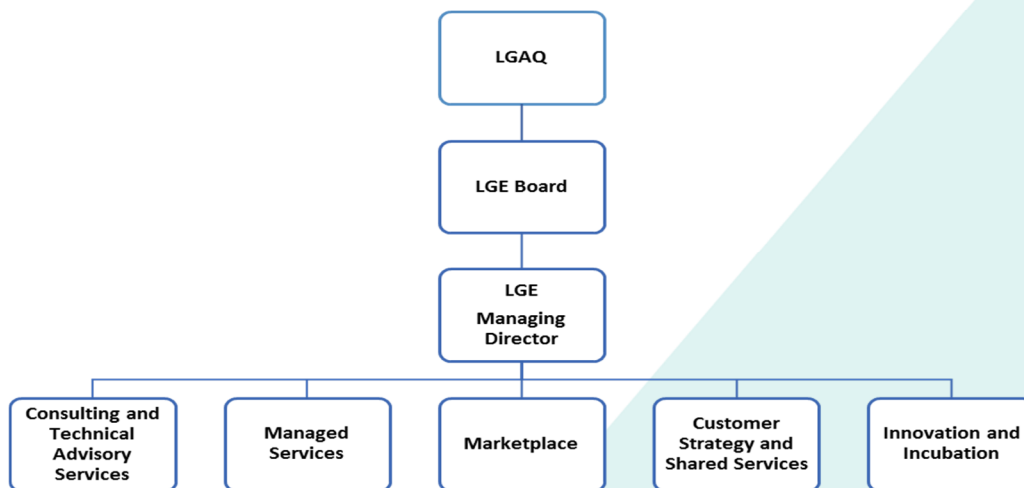 LGAQ
LGE Board
LGE
Managing
Director
Consulting and
Technical
Advisory
Services
Managed
Services
Marketplace
Customer
Strategy and
Shared Services
Innovation and
Incubation